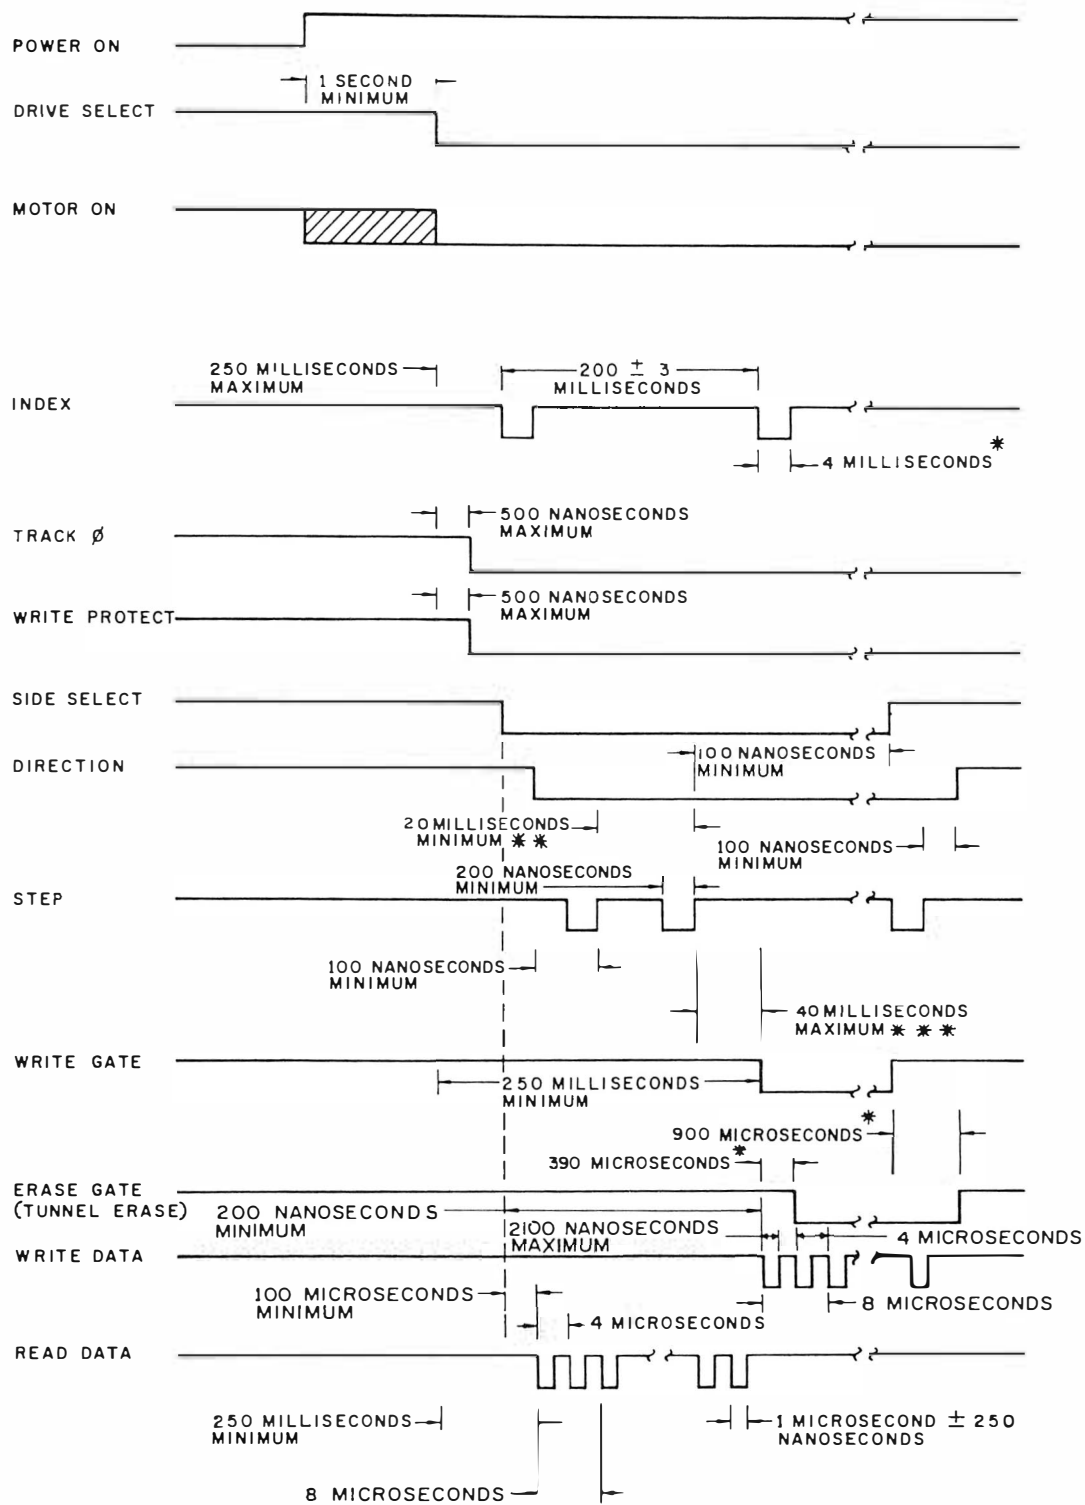 POWER ON
1 SECOND
MINIMUM
DRIVE SELECT
MOTOR ON
250 MILLISECONDS
MAXIMUM
200 ± 3
MILLISECONDS
INDEX
4 MILLISECONDS*
500 NANOSECONDS
MAXIMUM
TRACK Ø
500 NANOSECONDS
MAXIMUM
WRITE PROTECT
SIDE SELECT
100 NANOSECONDS
MINIMUM
DIRECTION
20 MILLISECONDS
MINIMUM **
100 NANOSECONDS
MINIMUM
200 NANOSECONDS
MINIMUM
STEP
100 NANOSECONDS
MINIMUM
40 MILLISECONDS
MAXIMUM ***
WRITE GATE
250 MILLISECONDS
MINIMUM
900 MICROSECONDS*
390 MICROSECONDS*
ERASE GATE
(TUNNEL ERASE)
200 NANOSECONDS
MINIMUM
2100 NANOSECONDS
MAXIMUM
4 MICROSECONDS
WRITE DATA
100 MICROSECONDS
MINIMUM
8 MICROSECONDS
4 MICROSECONDS
READ DATA
250 MILLISECONDS
MINIMUM
1 MICROSECOND ± 250
NANOSECONDS
8 MICROSECONDS